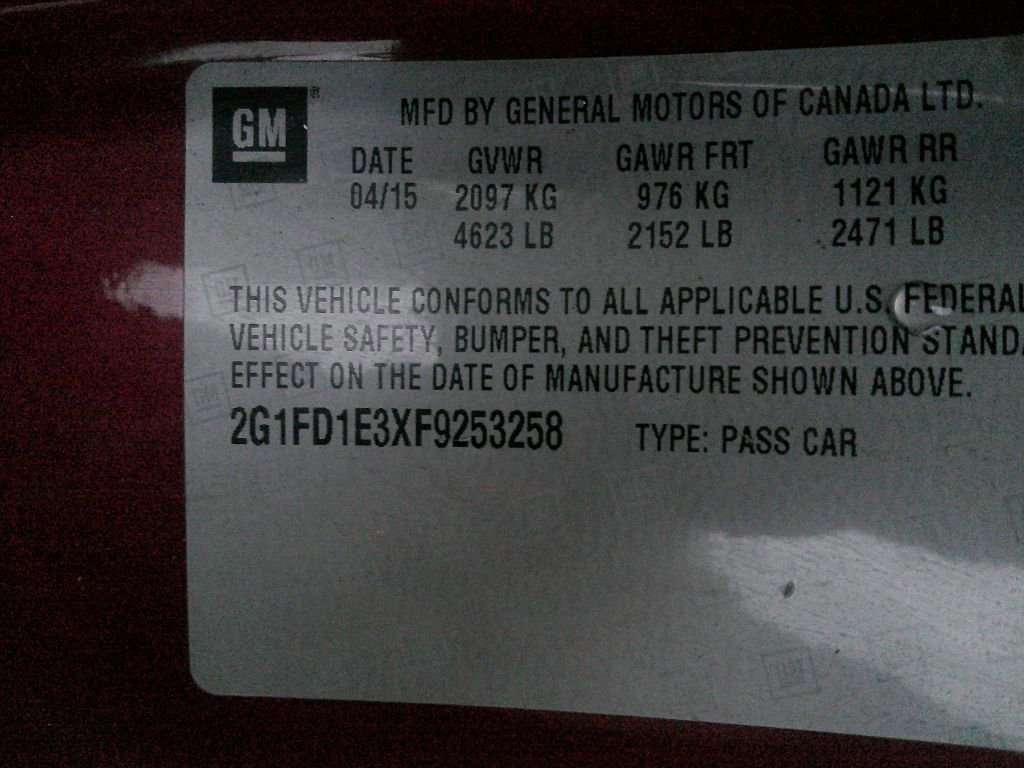 GM ®
MFD BY GENERAL MOTORS OF CANADA LTD.
DATE GVWR GAWR FRT GAWR RR
04/15 2097 KG 976 KG 1121 KG
4623 LB 2152 LB 2471 LB
THIS VEHICLE CONFORMS TO ALL APPLICABLE U.S. FEDERAL
VEHICLE SAFETY, BUMPER, AND THEFT PREVENTION STANDA
EFFECT ON THE DATE OF MANUFACTURE SHOWN ABOVE.
2G1FD1E3XF9253258 TYPE: PASS CAR